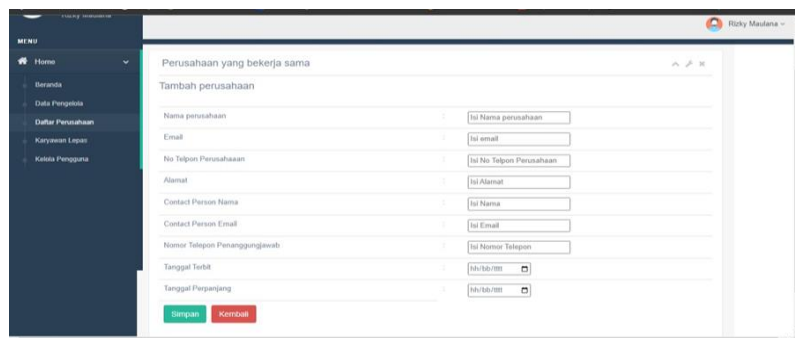 Rizky Maulana
Rizky Maulana
MENU
Home
Beranda
Data Pengelola
Daftar Perusahaan
Karyawan Lepas
Kelola Pengguna
Perusahaan yang bekerja sama
Tambah perusahaan
Nama perusahaan : Isi Nama perusahaan
Email : Isi email
No Telpon Perusahaaan : Isi No Telpon Perusahaan
Alamat : Isi Alamat
Contact Person Nama : Isi Nama
Contact Person Email : Isi Email
Nomor Telepon Penanggungjawab : Isi Nomor Telepon
Tanggal Terbit : hh/bb/tttt
Tanggal Perpanjang : hh/bb/tttt
Simpan Kembali